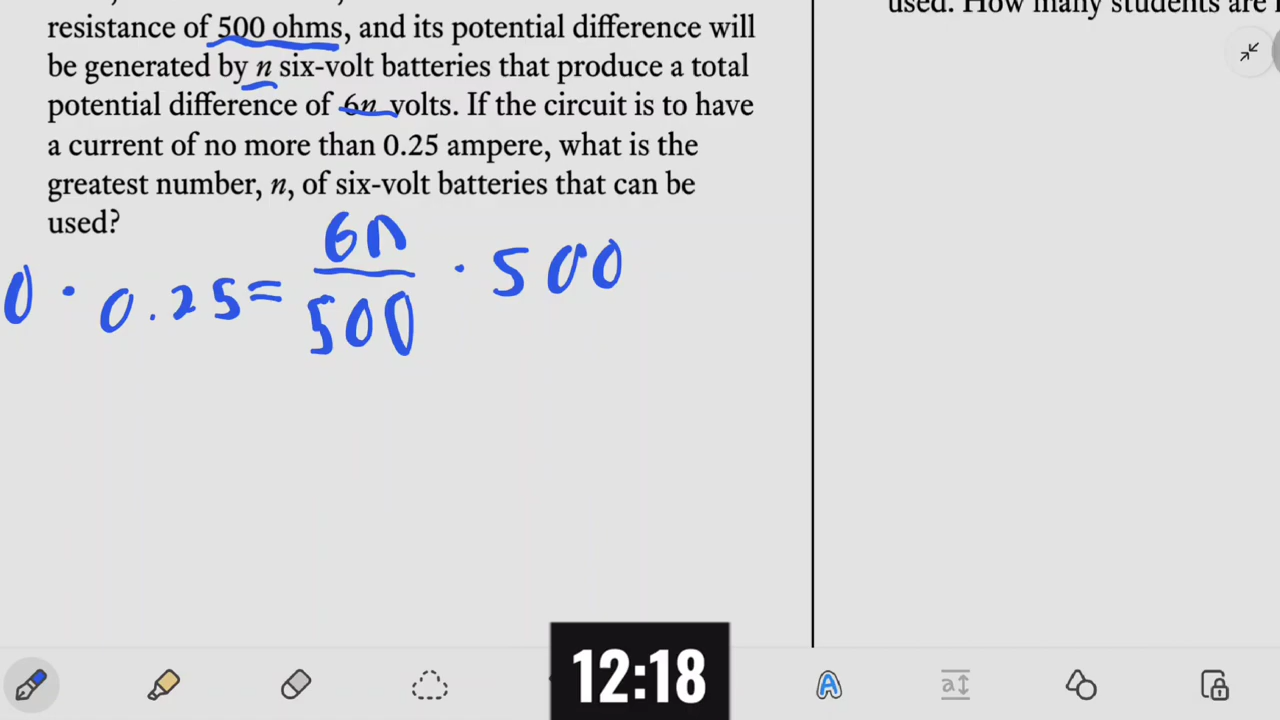 resistance of 500 ohms, and its potential difference will
be generated by n six-volt batteries that produce a total
potential difference of 6n volts. If the circuit is to have
a current of no more than 0.25 ampere, what is the
greatest number, n, of six-volt batteries that can be
used?
0 · 0.25 = 6n/500 · 500
used. How many students are
12:18
A
a